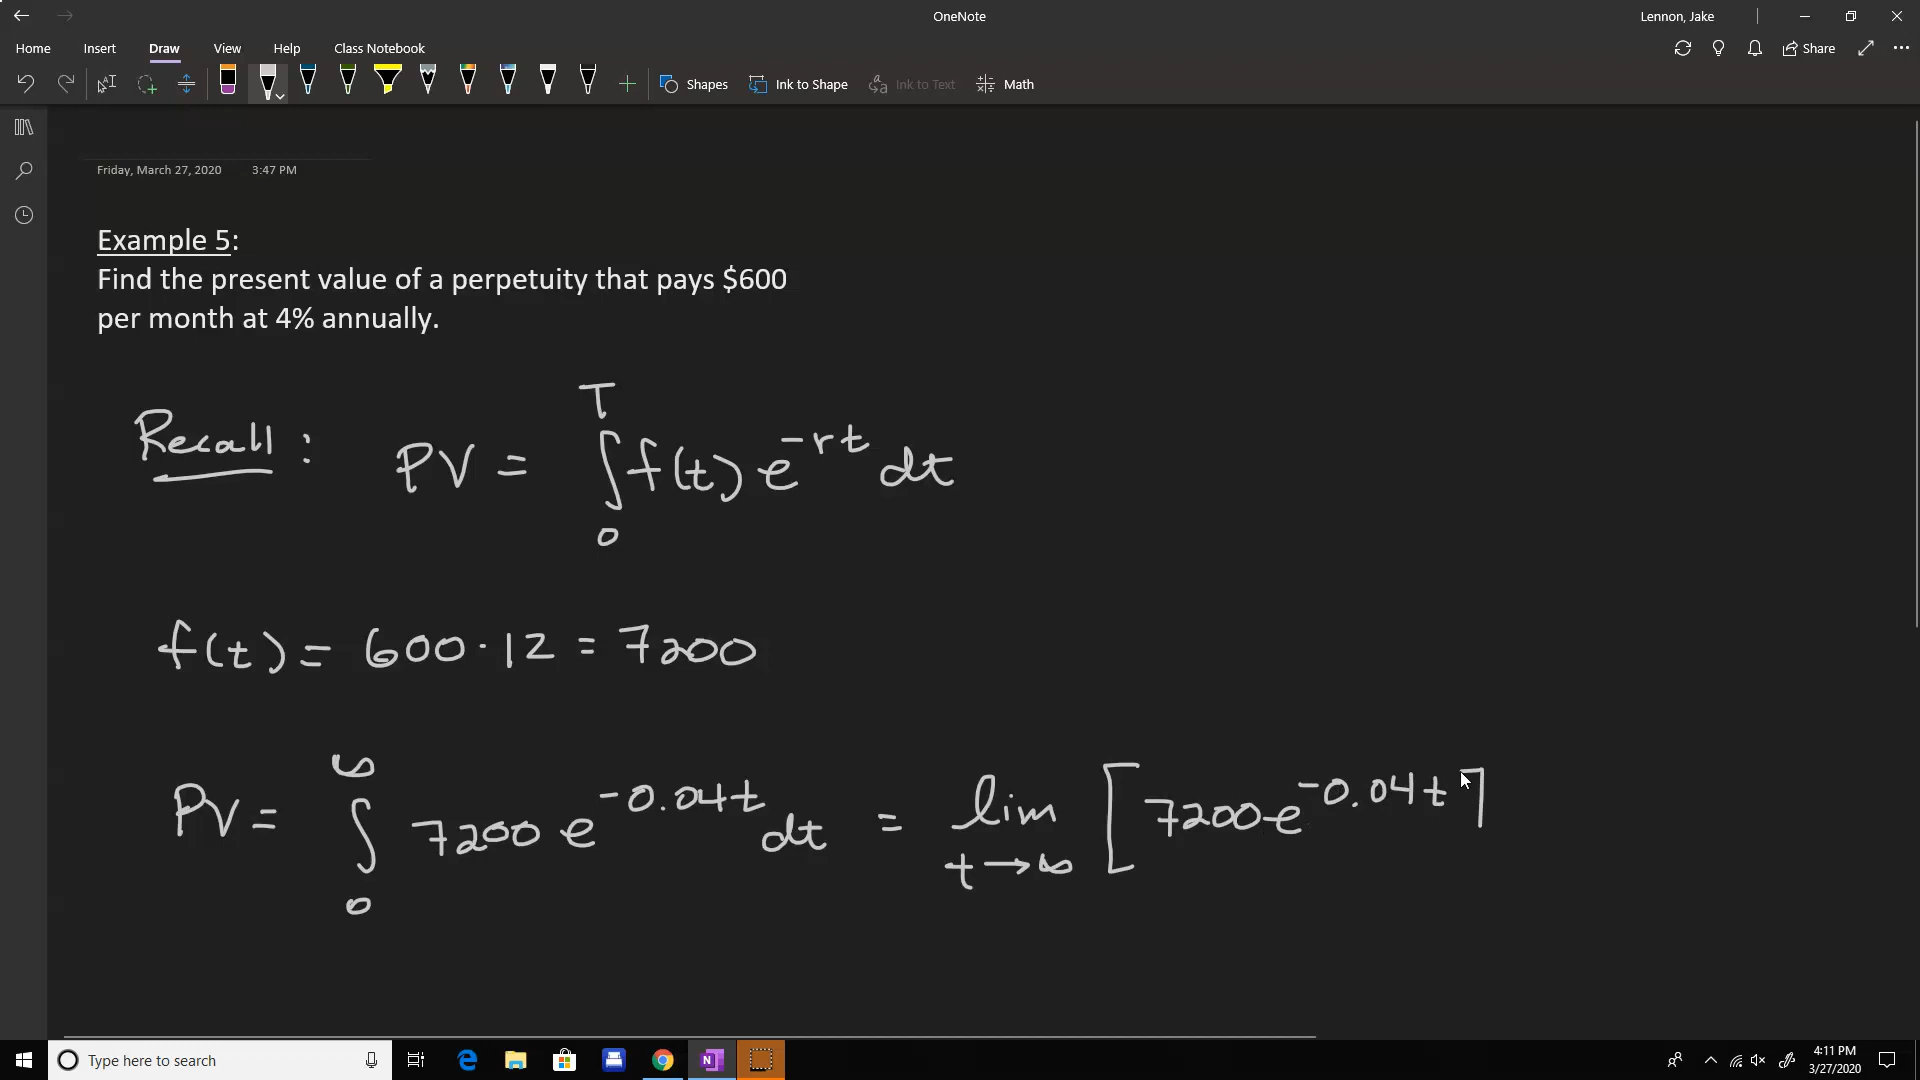 OneNote
Lennon, Jake
Home Insert Draw View Help Class Notebook
Share
Shapes Ink to Shape Ink to Text Math
Friday, March 27, 2020 3:47 PM
Example 5:
Find the present value of a perpetuity that pays $600
per month at 4% annually.
Recall: PV = ∫₀ᵀ f(t) e^{-rt} dt
f(t) = 600 · 12 = 7200
PV = ∫₀^∞ 7200 e^{-0.04t} dt = lim_{t→∞} [7200e^{-0.04t}]
Type here to search
4:11 PM
3/27/2020